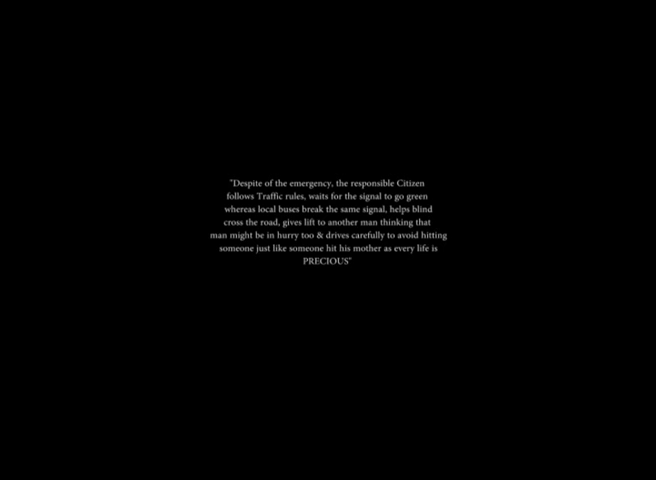 "Despite of the emergency, the responsible Citizen
follows Traffic rules, waits for the signal to go green
whereas local buses break the same signal, helps blind
cross the road, gives lift to another man thinking that
man might be in hurry too & drives carefully to avoid hitting
someone just like someone hit his mother as every life is
PRECIOUS"